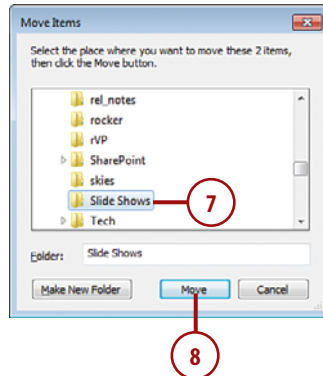 Move Items
Select the place where you want to move these 2 items,
then click the Move button.
rel_notes
rocker
rVP
SharePoint
skies
Slide Shows
7
Tech
Folder:
Slide Shows
Make New Folder
Move
Cancel
8